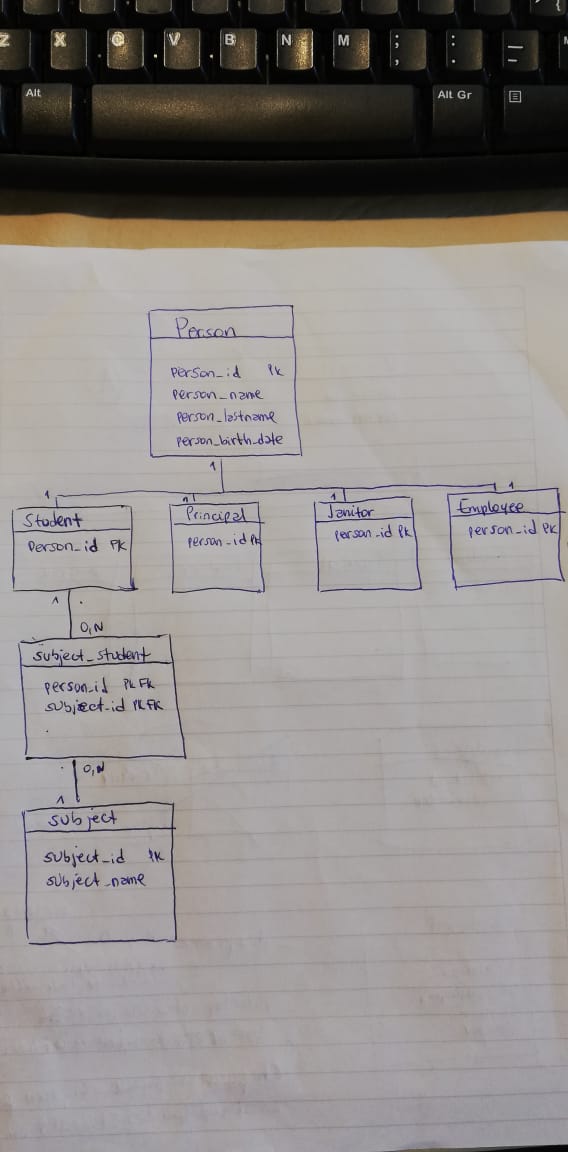 Z X C V B N M ; , : . _ -
Alt Alt Gr
Person
person_id PK
person_name
person_lastname
person_birth_date
1
1 1 1 1
Student Principal Janitor Employee
person_id PK person_id PK person_id PK person_id PK
1
0,N
subject_student
person_id PK FK
subject_id PK FK
0,N
1
subject
subject_id PK
subject_name